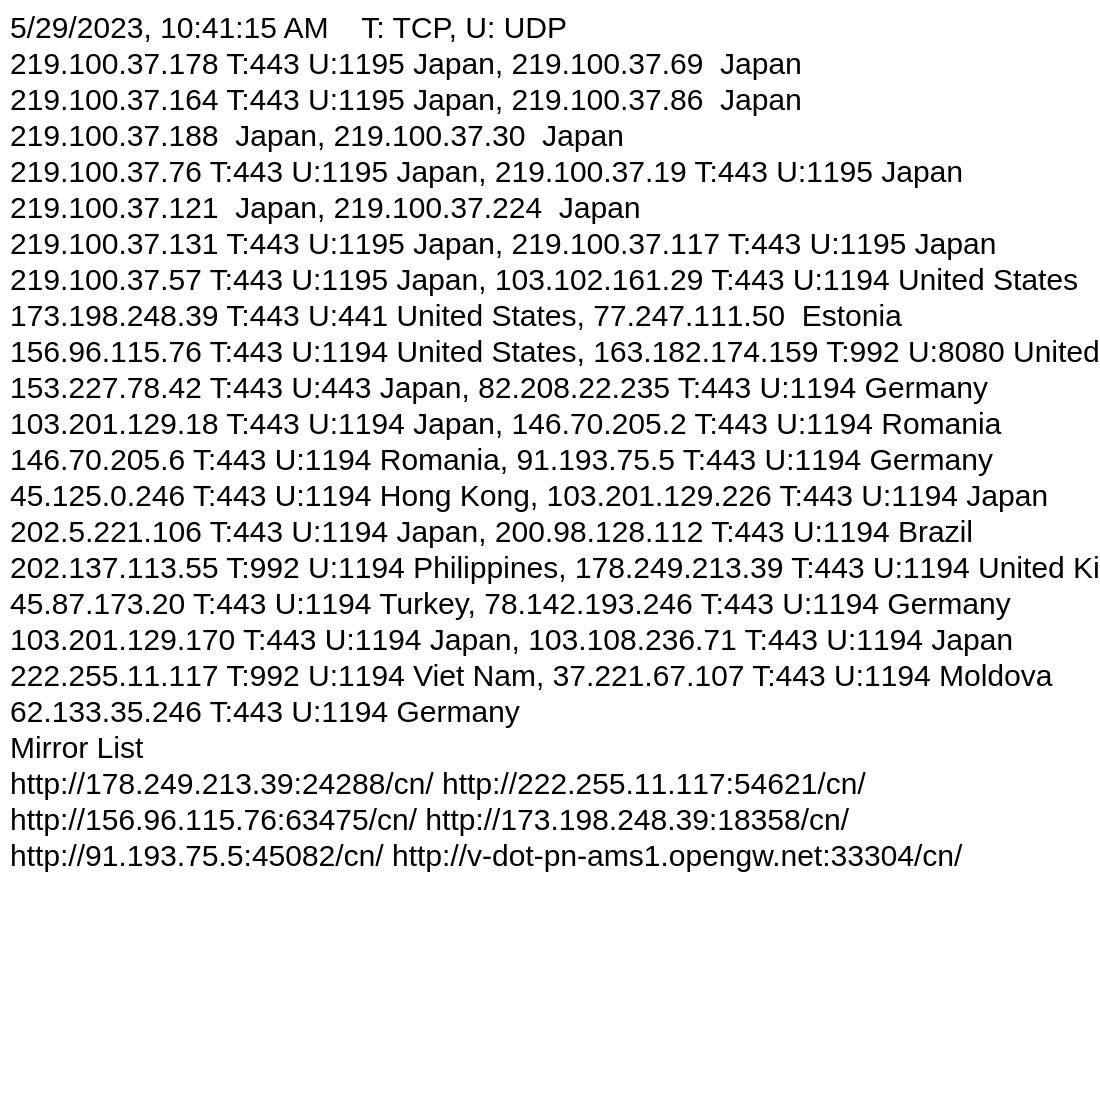 5/29/2023, 10:41:15 AM    T: TCP, U: UDP
219.100.37.178 T:443 U:1195 Japan, 219.100.37.69  Japan
219.100.37.164 T:443 U:1195 Japan, 219.100.37.86  Japan
219.100.37.188  Japan, 219.100.37.30  Japan
219.100.37.76 T:443 U:1195 Japan, 219.100.37.19 T:443 U:1195 Japan
219.100.37.121  Japan, 219.100.37.224  Japan
219.100.37.131 T:443 U:1195 Japan, 219.100.37.117 T:443 U:1195 Japan
219.100.37.57 T:443 U:1195 Japan, 103.102.161.29 T:443 U:1194 United States
173.198.248.39 T:443 U:441 United States, 77.247.111.50  Estonia
156.96.115.76 T:443 U:1194 United States, 163.182.174.159 T:992 U:8080 United
153.227.78.42 T:443 U:443 Japan, 82.208.22.235 T:443 U:1194 Germany
103.201.129.18 T:443 U:1194 Japan, 146.70.205.2 T:443 U:1194 Romania
146.70.205.6 T:443 U:1194 Romania, 91.193.75.5 T:443 U:1194 Germany
45.125.0.246 T:443 U:1194 Hong Kong, 103.201.129.226 T:443 U:1194 Japan
202.5.221.106 T:443 U:1194 Japan, 200.98.128.112 T:443 U:1194 Brazil
202.137.113.55 T:992 U:1194 Philippines, 178.249.213.39 T:443 U:1194 United Ki
45.87.173.20 T:443 U:1194 Turkey, 78.142.193.246 T:443 U:1194 Germany
103.201.129.170 T:443 U:1194 Japan, 103.108.236.71 T:443 U:1194 Japan
222.255.11.117 T:992 U:1194 Viet Nam, 37.221.67.107 T:443 U:1194 Moldova
62.133.35.246 T:443 U:1194 Germany
Mirror List
http://178.249.213.39:24288/cn/ http://222.255.11.117:54621/cn/
http://156.96.115.76:63475/cn/ http://173.198.248.39:18358/cn/
http://91.193.75.5:45082/cn/ http://v-dot-pn-ams1.opengw.net:33304/cn/